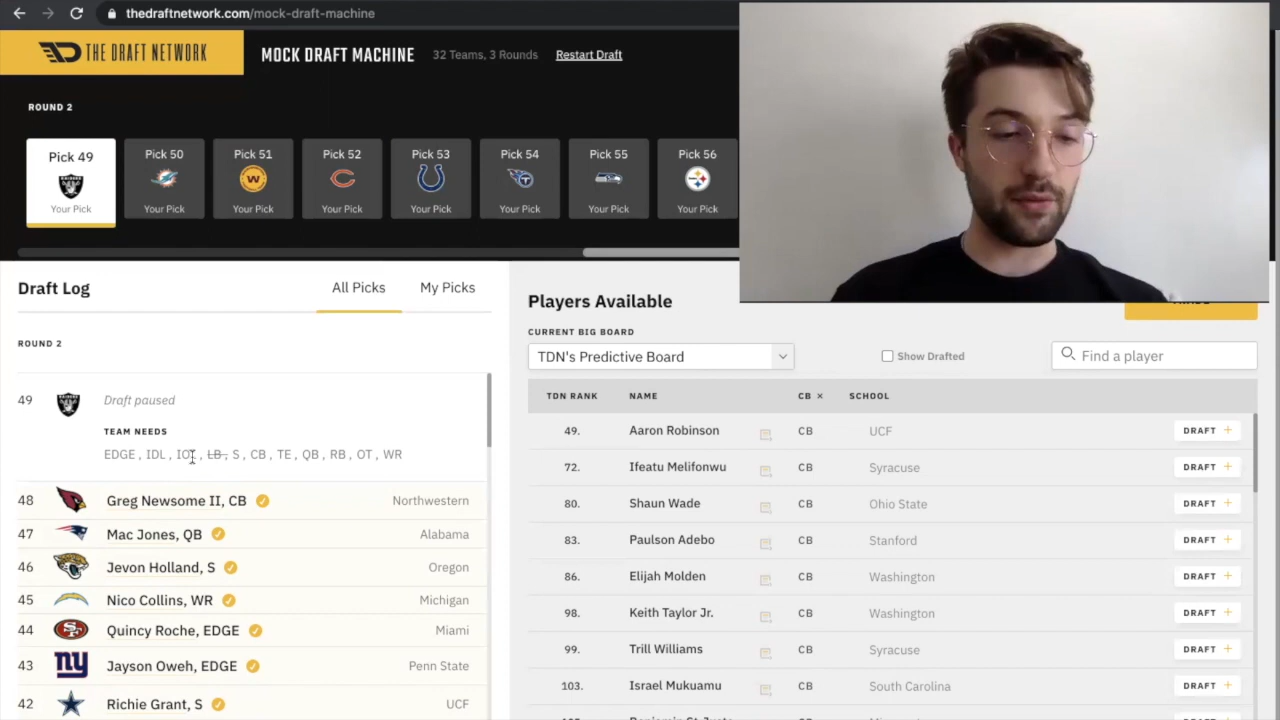 thedraftnetwork.com/mock-draft-machine
THE DRAFT NETWORK
MOCK DRAFT MACHINE
32 Teams, 3 Rounds
Restart Draft
ROUND 2
Pick 49 Pick 50 Pick 51 Pick 52 Pick 53 Pick 54 Pick 55 Pick 56
Your Pick Your Pick Your Pick Your Pick Your Pick Your Pick Your Pick Your Pick
Draft Log
All Picks
My Picks
ROUND 2
49 Draft paused
TEAM NEEDS
EDGE , IDL , IOL , LB , S , CB , TE , QB , RB , OT , WR
48 Greg Newsome II, CB Northwestern
47 Mac Jones, QB Alabama
46 Jevon Holland, S Oregon
45 Nico Collins, WR Michigan
44 Quincy Roche, EDGE Miami
43 Jayson Oweh, EDGE Penn State
42 Richie Grant, S UCF
Players Available
CURRENT BIG BOARD
TDN's Predictive Board
Show Drafted
Find a player
TDN RANK NAME CB × SCHOOL
49. Aaron Robinson CB UCF DRAFT +
72. Ifeatu Melifonwu CB Syracuse DRAFT +
80. Shaun Wade CB Ohio State DRAFT +
83. Paulson Adebo CB Stanford DRAFT +
86. Elijah Molden CB Washington DRAFT +
98. Keith Taylor Jr. CB Washington DRAFT +
99. Trill Williams CB Syracuse DRAFT +
103. Israel Mukuamu CB South Carolina DRAFT +